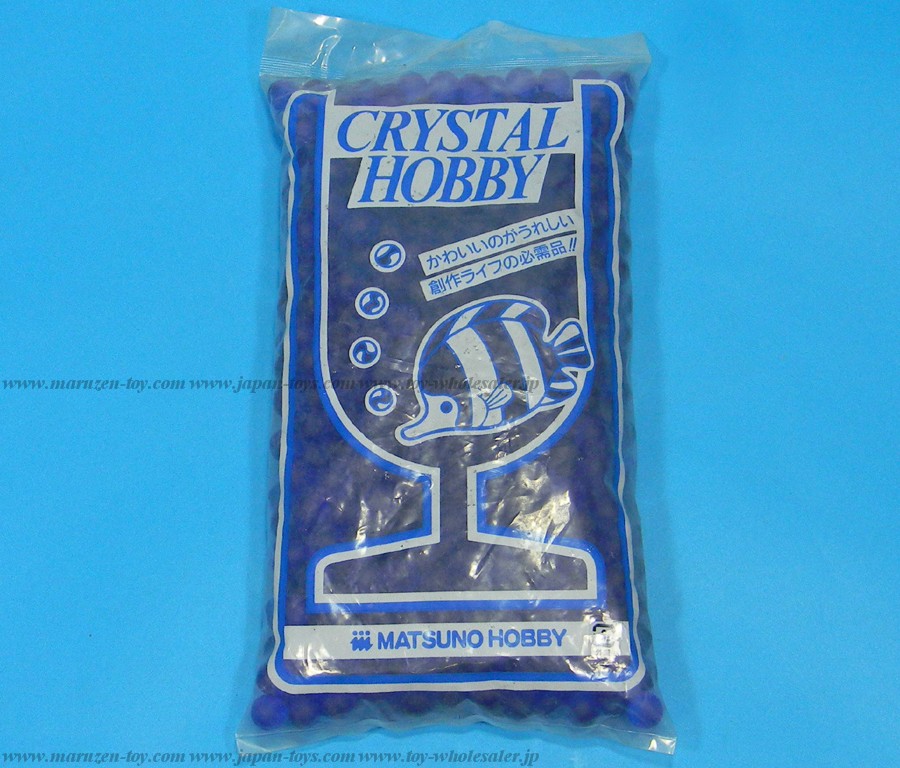 CRYSTAL
HOBBY
かわいいのがうれしい
創作ライフの必需品!!
www.maruzen-toy.com www.japan-toys.com www.toy-wholesaler.jp
MATSUNO HOBBY
www.maruzen-toy.com www.japan-toys.com www.toy-wholesaler.jp